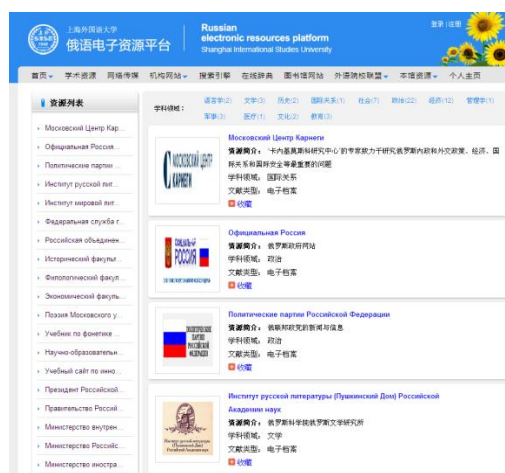 上海外国语大学
俄语电子资源平台
Russian
electronic resources platform
Shanghai International Studies University
登录 | 注册
首页 学术资源 网络传媒 机构网站 搜索引擎 在线辞典 图书馆网站 外语院校联盟 本馆资源 个人主页
资源列表
Московский Центр Кар...
Официальная Россия...
Политические партии ...
Институт русской лит...
Институт мировой лит...
Федеральная служба г...
Российская объединен...
Исторический факульт...
Филологический факул...
Экономический факуль...
Поэзия Московского у...
Учебник по фонетике ...
Научно-образовательн...
Учебный сайт по инно...
Президент Российской...
Правительство Россий...
Министерство внутрен...
Министерство Российс...
Министерство иностра...
学科领域：
语言学(2) 文学(3) 历史(2) 国际关系(1) 社会(7) 政治(22) 经济(12) 管理学(1)
军事(3) 医疗(1) 文化(2) 教育(3)
МОСКОВСКИЙ ЦЕНТР
КАРНЕГИ
Московский Центр Карнеги
资源简介： '卡内基莫斯科研究中心'的专家致力于研究俄罗斯内政和外交政发、经济、国
际关系和国际安全等最重要的问题
学科领域： 国际关系
文献类型： 电子档案
收藏
РОССИЯ
Официальная Россия
资源简介： 俄罗斯政府网站
学科领域： 政治
文献类型： 电子档案
收藏
ПОЛИТИЧЕСКИЕ
ПАРТИИ
РОССИЙСКОЙ
ФЕДЕРАЦИИ
Политические партии Российской Федерации
资源简介： 俄联邦政党的新闻与信息
学科领域： 政治
文献类型： 电子档案
收藏
Институт русской литературы (Пушкинский Дом) Российской
Академии наук
资源简介： 俄罗斯科学院俄罗斯文学研究所
学科领域： 文学
文献类型： 电子档案
收藏